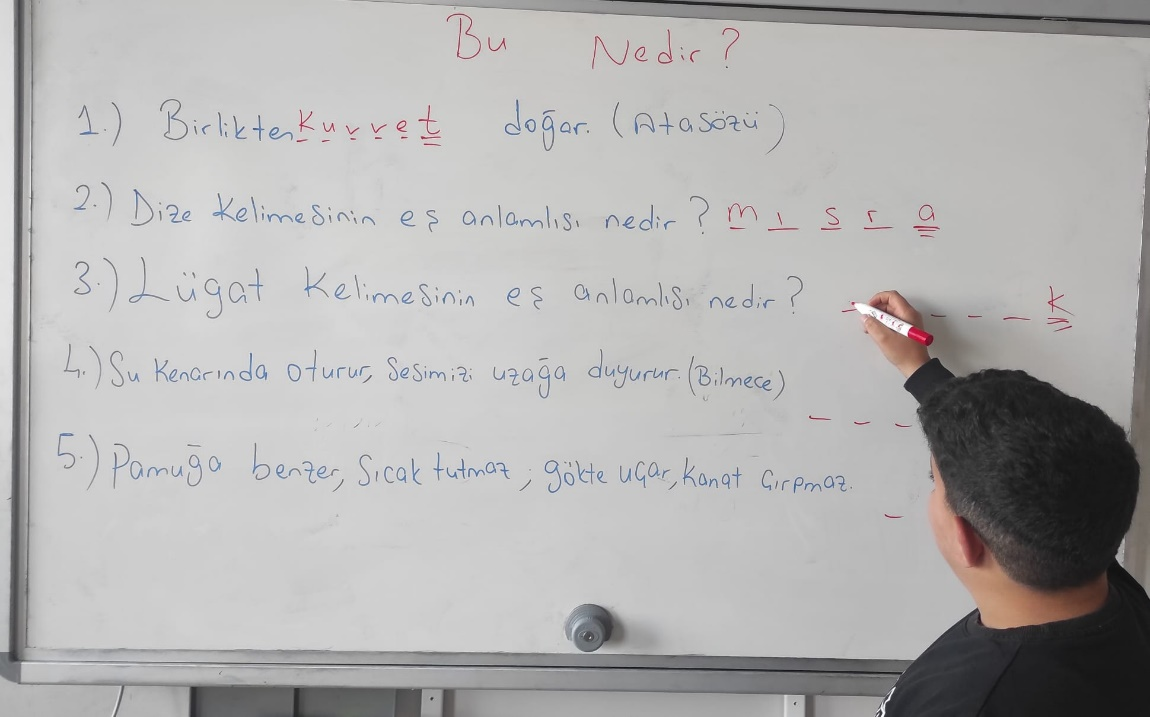 Bu Nedir?
1.) Birlikten kuvvet doğar. (Atasözü)
2.) Dize Kelimesinin eş anlamlısı nedir? mısra
3.) Lügat Kelimesinin eş anlamlısı nedir? _ _ _ _ k
4.) Su Kenarında oturur, Sesimizi uzağa duyurur. (Bilmece) _ _ _
5.) Pamuğa benzer, Sıcak tutmaz, gökte uçar, kanat Çırpmaz. _